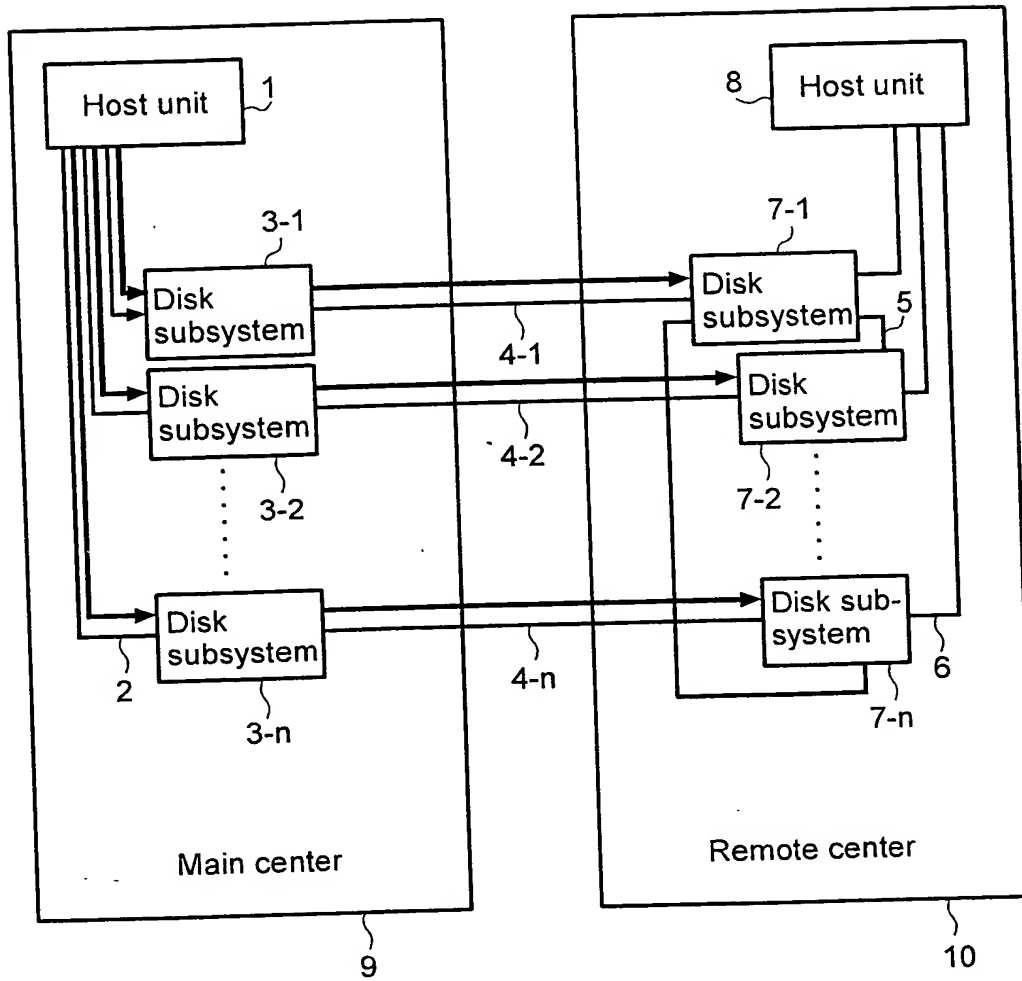 Host unit
1
8
Host unit
3-1
7-1
Disk
subsystem
Disk
subsystem
5
4-1
Disk
subsystem
Disk
subsystem
4-2
3-2
7-2
Disk
subsystem
Disk sub-
system
2
4-n
6
3-n
7-n
Main center
Remote center
9
10